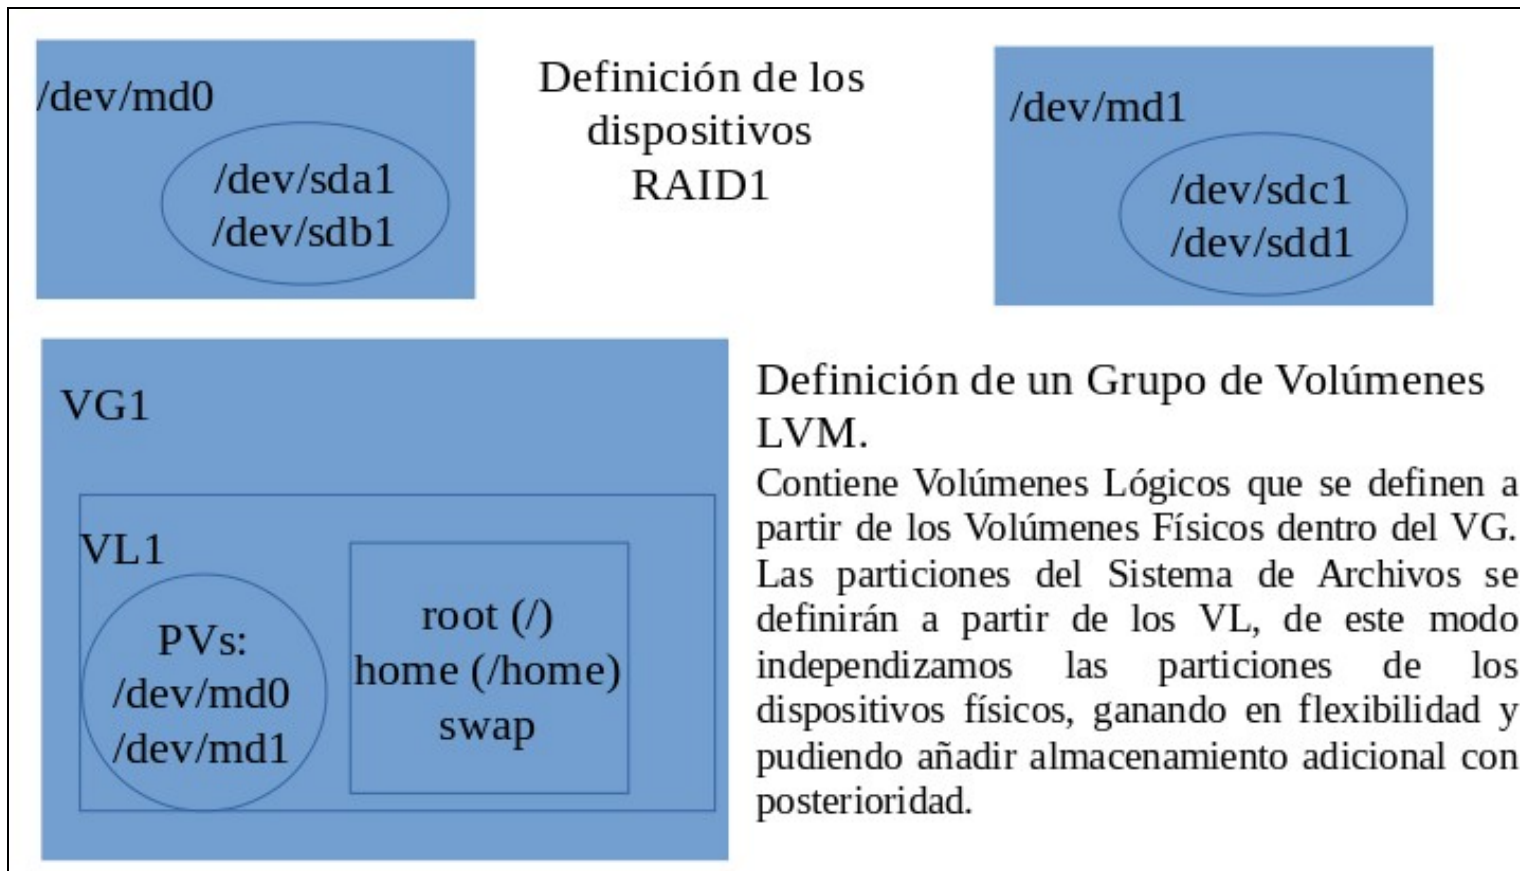 /dev/md0
/dev/sda1
/dev/sdb1
Definición de los
dispositivos
RAID1
/dev/md1
/dev/sdc1
/dev/sdd1
VG1
VL1
PVs:
/dev/md0
/dev/md1
root (/)
home (/home)
swap
Definición de un Grupo de Volúmenes
LVM.
Contiene Volúmenes Lógicos que se definen a
partir de los Volúmenes Físicos dentro del VG.
Las particiones del Sistema de Archivos se
definirán a partir de los VL, de este modo
independizamos las particiones de los
dispositivos físicos, ganando en flexibilidad y
pudiendo añadir almacenamiento adicional con
posterioridad.